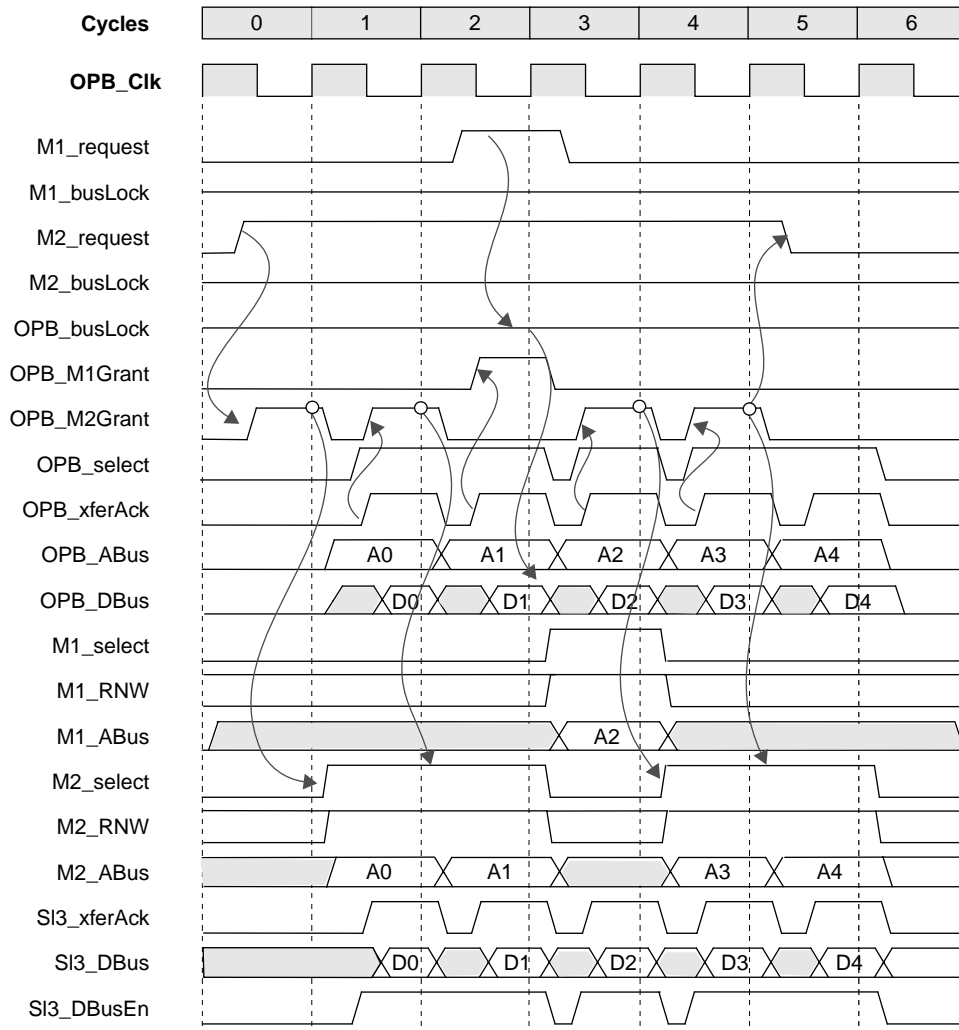 Cycles 0 1 2 3 4 5 6
OPB_Clk
M1_request
M1_busLock
M2_request
M2_busLock
OPB_busLock
OPB_M1Grant
OPB_M2Grant
OPB_select
OPB_xferAck
OPB_ABus A0 A1 A2 A3 A4
OPB_DBus D0 D1 D2 D3 D4
M1_select
M1_RNW
M1_ABus A2
M2_select
M2_RNW
M2_ABus A0 A1 A3 A4
Sl3_xferAck
Sl3_DBus D0 D1 D2 D3 D4
Sl3_DBusEn